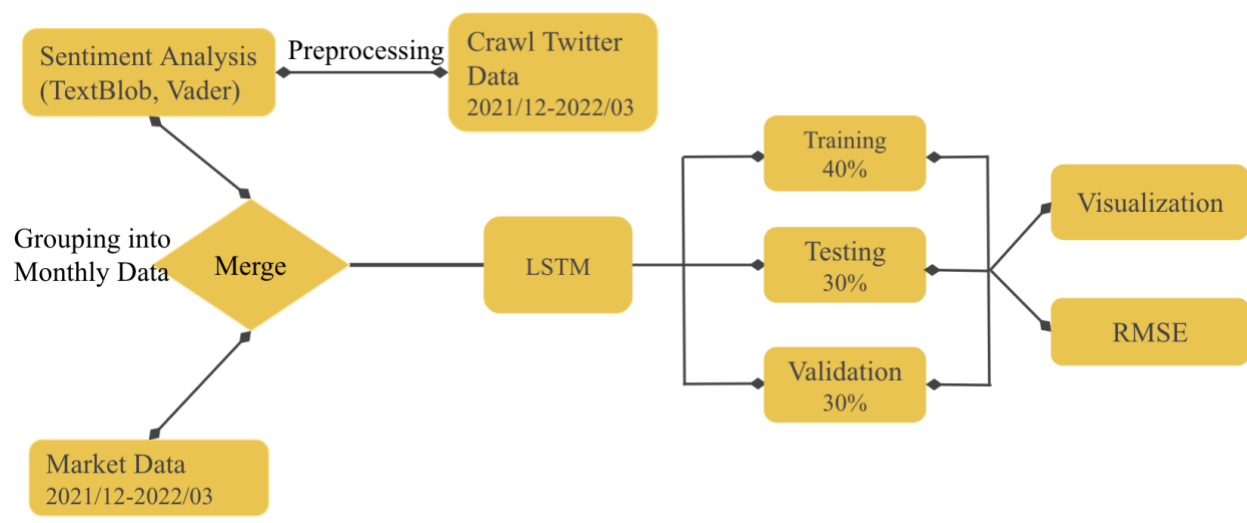 Sentiment Analysis
(TextBlob, Vader)
Preprocessing
Crawl Twitter
Data
2021/12-2022/03
Grouping into
Monthly Data
Merge
Market Data
2021/12-2022/03
LSTM
Training
40%
Testing
30%
Validation
30%
Visualization
RMSE